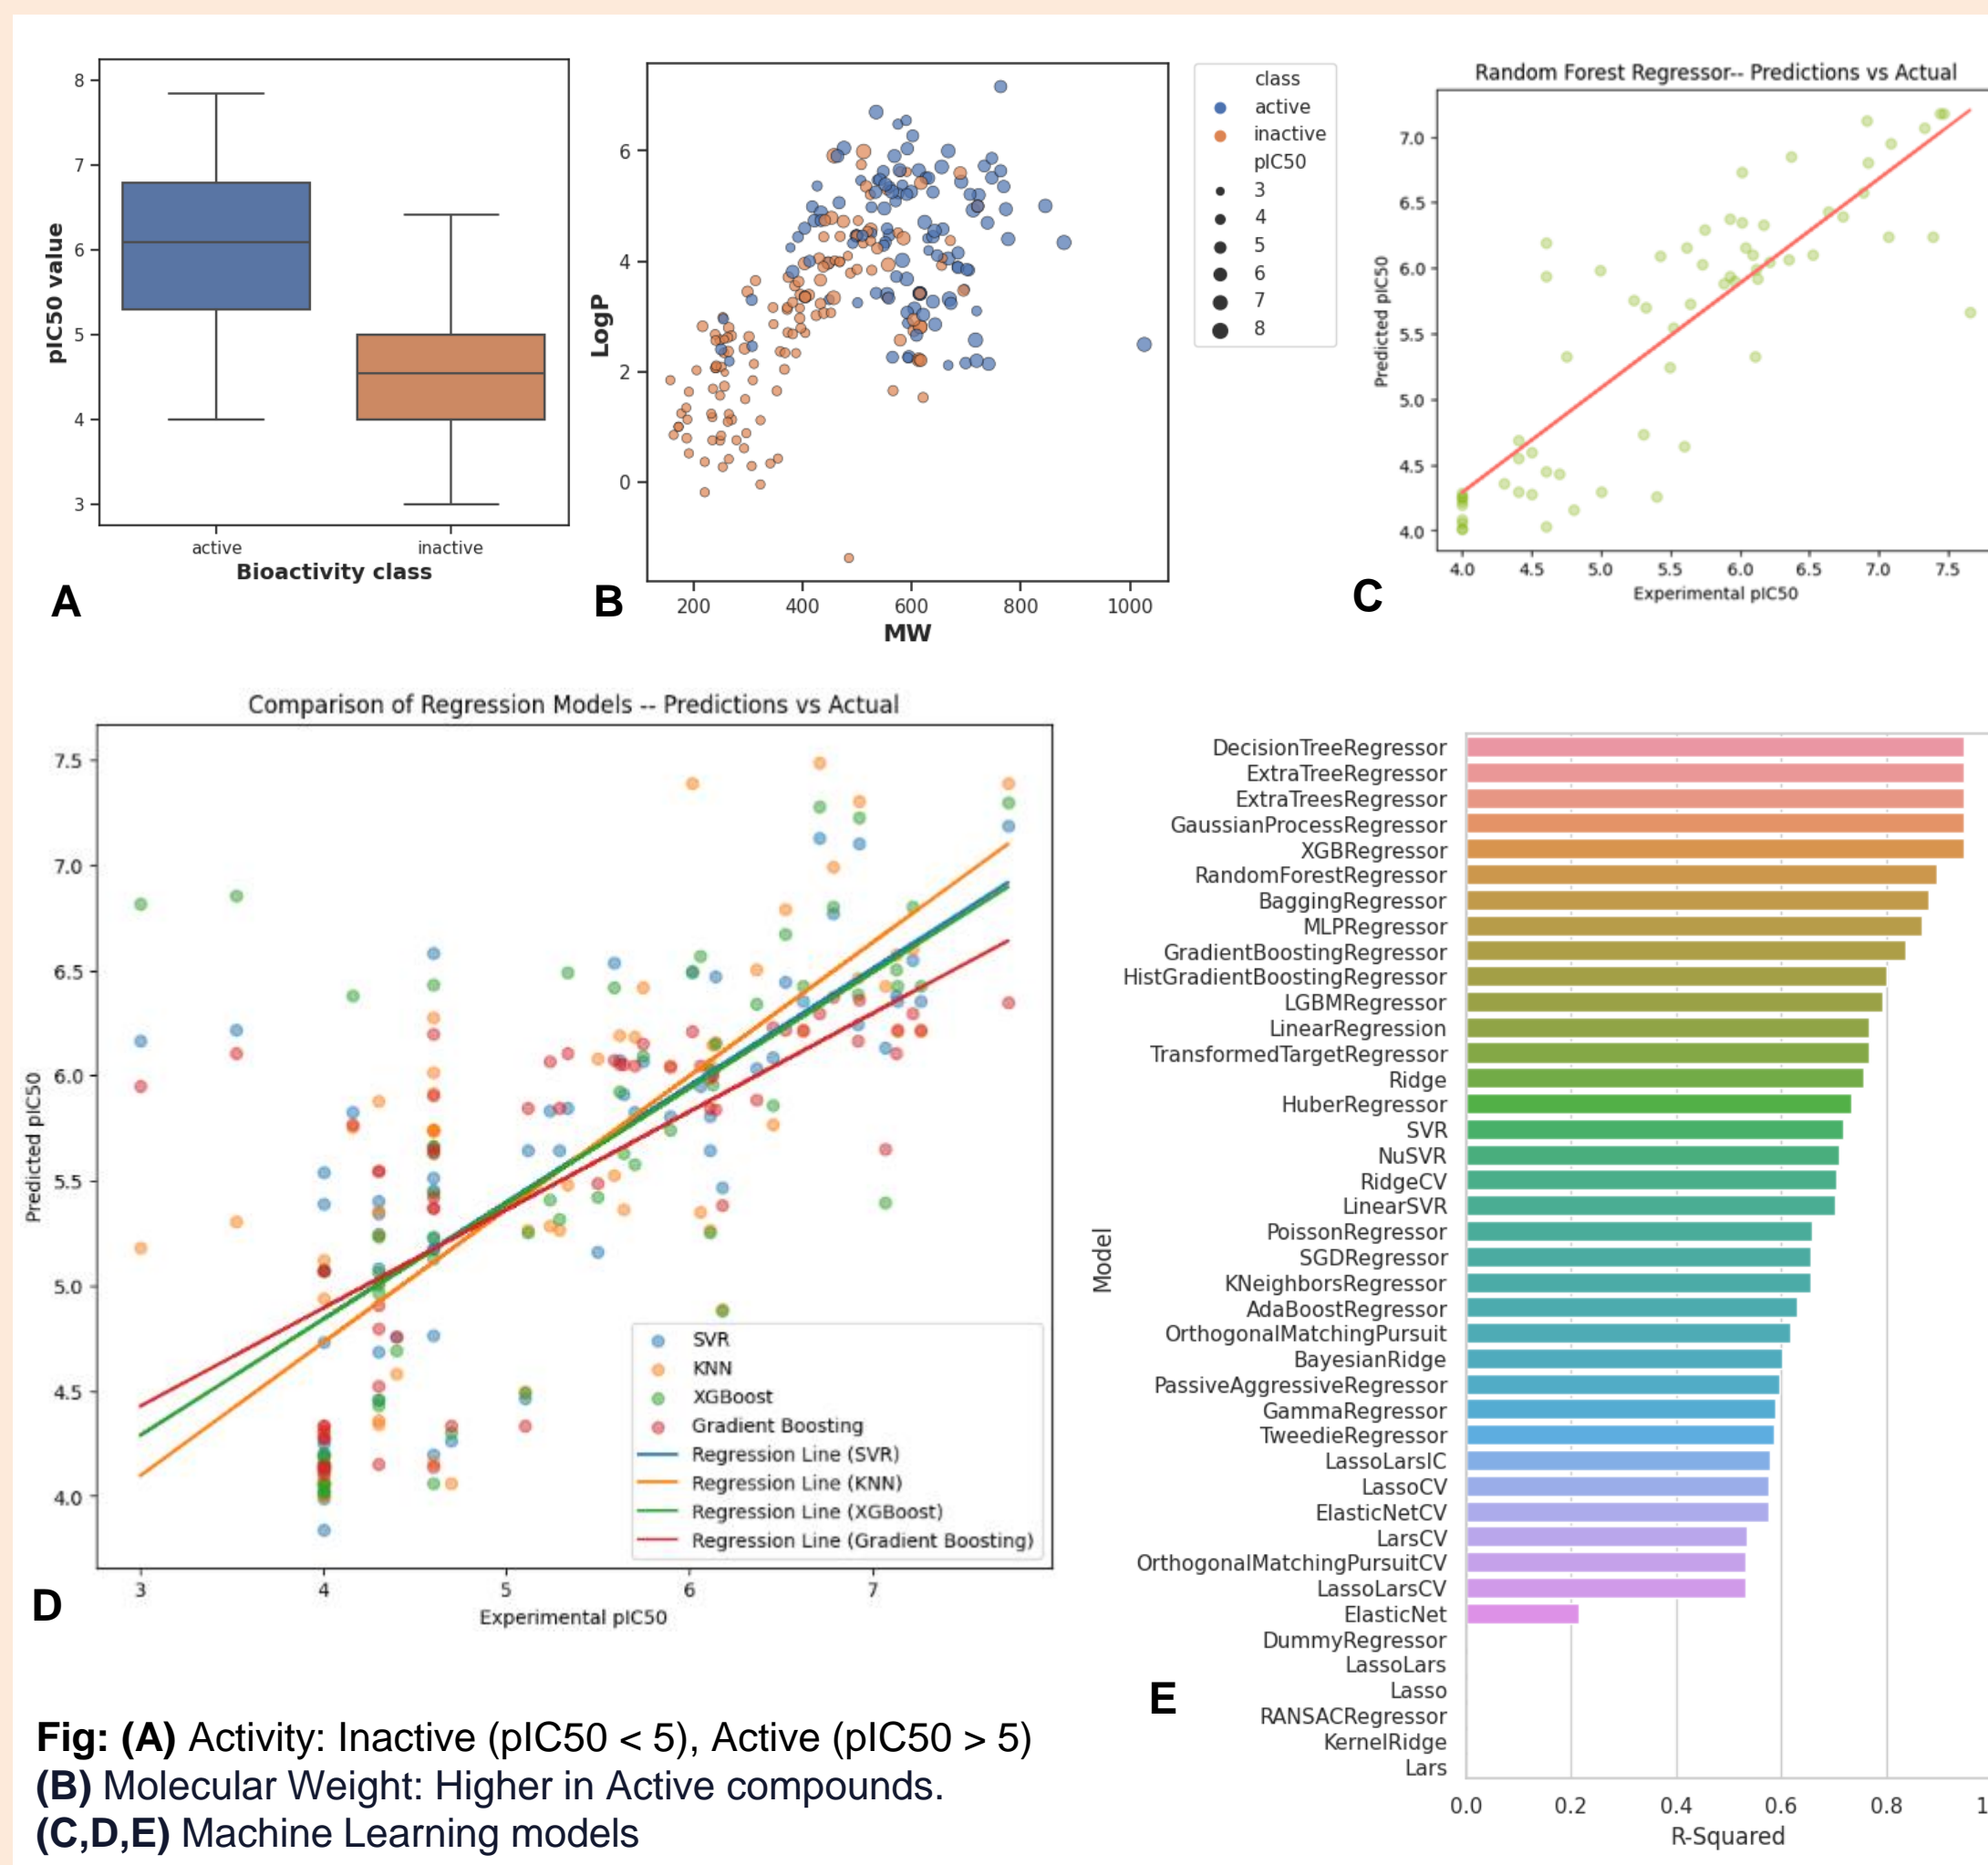 8
7
6
5
4
3
pIC50 value
active
inactive
Bioactivity class
A
6
4
2
0
LogP
200
400
600
800
1000
MW
B
class
active
inactive
pIC50
3
4
5
6
7
8
Random Forest Regressor-- Predictions vs Actual
7.0
6.5
6.0
5.5
5.0
4.5
4.0
Predicted pIC50
4.0
4.5
5.0
5.5
6.0
6.5
7.0
7.5
Experimental pIC50
C
Comparison of Regression Models -- Predictions vs Actual
7.5
7.0
6.5
6.0
5.5
5.0
4.5
4.0
Predicted pIC50
SVR
KNN
XGBoost
Gradient Boosting
Regression Line (SVR)
Regression Line (KNN)
Regression Line (XGBoost)
Regression Line (Gradient Boosting)
3
4
5
6
7
Experimental pIC50
D
DecisionTreeRegressor
ExtraTreeRegressor
ExtraTreesRegressor
GaussianProcessRegressor
XGBRegressor
RandomForestRegressor
BaggingRegressor
MLPRegressor
GradientBoostingRegressor
HistGradientBoostingRegressor
LGBMRegressor
LinearRegression
TransformedTargetRegressor
Ridge
HuberRegressor
SVR
NuSVR
RidgeCV
LinearSVR
PoissonRegressor
SGDRegressor
KNeighborsRegressor
AdaBoostRegressor
OrthogonalMatchingPursuit
BayesianRidge
PassiveAggressiveRegressor
GammaRegressor
TweedieRegressor
LassoLarsIC
LassoCV
ElasticNetCV
LarsCV
OrthogonalMatchingPursuitCV
LassoLarsCV
ElasticNet
DummyRegressor
LassoLars
Lasso
RANSACRegressor
KernelRidge
Lars
Model
0.0
0.2
0.4
0.6
0.8
R-Squared
E
Fig: (A) Activity: Inactive (pIC50 < 5), Active (pIC50 > 5)
(B) Molecular Weight: Higher in Active compounds.
(C,D,E) Machine Learning models